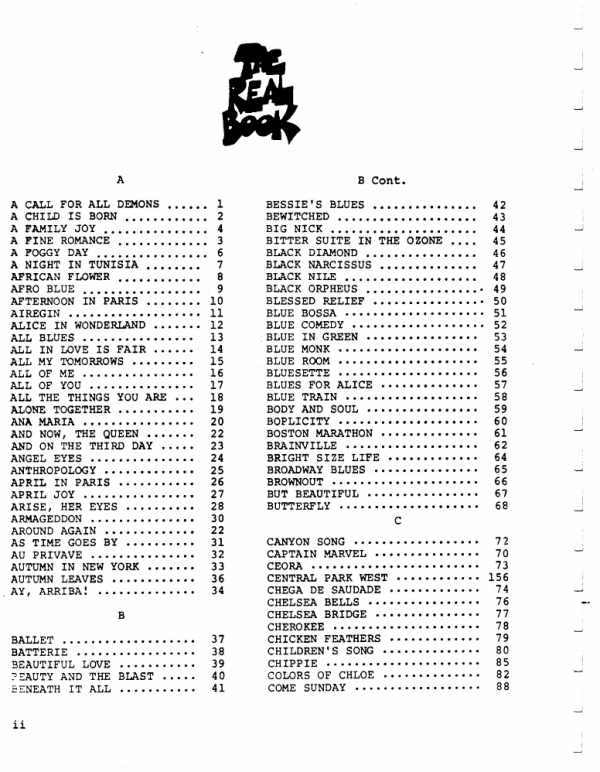 THE
REAL
BOOK
A
A CALL FOR ALL DEMONS ...... 1
A CHILD IS BORN ............ 2
A FAMILY JOY ............... 4
A FINE ROMANCE ............. 3
A FOGGY DAY ................ 6
A NIGHT IN TUNISIA ......... 7
AFRICAN FLOWER ............. 8
AFRO BLUE .................. 9
AFTERNOON IN PARIS ......... 10
AIREGIN .................... 11
ALICE IN WONDERLAND ........ 12
ALL BLUES .................. 13
ALL IN LOVE IS FAIR ........ 14
ALL MY TOMORROWS ........... 15
ALL OF ME .................. 16
ALL OF YOU ................. 17
ALL THE THINGS YOU ARE ... 18
ALONE TOGETHER ............. 19
ANA MARIA .................. 20
AND NOW, THE QUEEN ....... 22
AND ON THE THIRD DAY ..... 23
ANGEL EYES ................. 24
ANTHROPOLOGY ............... 25
APRIL IN PARIS ............. 26
APRIL JOY .................. 27
ARISE, HER EYES ............ 28
ARMAGEDDON ................. 30
AROUND AGAIN ............... 22
AS TIME GOES BY ............ 31
AU PRIVAVE ................. 32
AUTUMN IN NEW YORK ....... 33
AUTUMN LEAVES .............. 36
AY, ARRIBA! ................ 34
B
BALLET ..................... 37
BATTERIE ................... 38
BEAUTIFUL LOVE ............. 39
BEAUTY AND THE BLAST ..... 40
BENEATH IT ALL ............. 41
B Cont.
BESSIE'S BLUES ............. 42
BEWITCHED .................. 43
BIG NICK ................... 44
BITTER SUITE IN THE OZONE .... 45
BLACK DIAMOND .............. 46
BLACK NARCISSUS ............ 47
BLACK NILE ................. 48
BLACK ORPHEUS .............. 49
BLESSED RELIEF ............. 50
BLUE BOSSA ................. 51
BLUE COMEDY ................ 52
BLUE IN GREEN .............. 53
BLUE MONK .................. 54
BLUE ROOM .................. 55
BLUESETTE .................. 56
BLUES FOR ALICE ............ 57
BLUE TRAIN ................. 58
BODY AND SOUL .............. 59
BOPLICITY .................. 60
BOSTON MARATHON ............ 61
BRAINVILLE ................. 62
BRIGHT SIZE LIFE ........... 64
BROADWAY BLUES ............. 65
BROWNOUT ................... 66
BUT BEAUTIFUL .............. 67
BUTTERFLY .................. 68
C
CANYON SONG ................ 72
CAPTAIN MARVEL ............. 70
CEORA ...................... 73
CENTRAL PARK WEST .......... 156
CHEGA DE SAUDADE ........... 74
CHELSEA BELLS .............. 76
CHELSEA BRIDGE ............. 77
CHEROKEE ................... 78
CHICKEN FEATHERS ........... 79
CHILDREN'S SONG ............ 80
CHIPPIE .................... 85
COLORS OF CHLOE ............ 82
COME SUNDAY ................ 88
ii